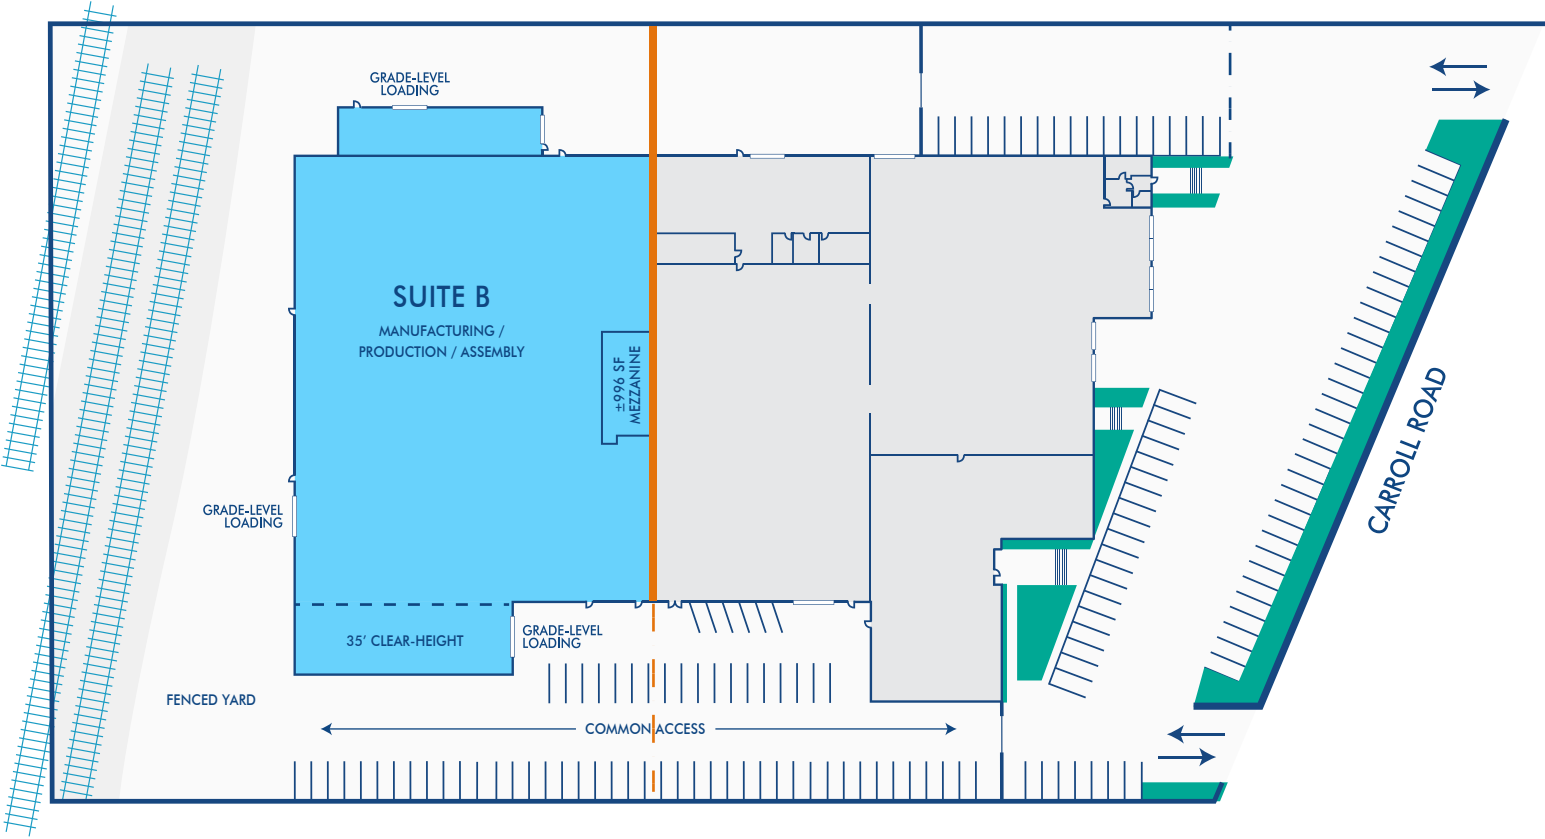 GRADE-LEVEL
LOADING
SUITE B
MANUFACTURING /
PRODUCTION / ASSEMBLY
±996 SF
MEZZANINE
CARROLL ROAD
GRADE-LEVEL
LOADING
35' CLEAR-HEIGHT
GRADE-LEVEL
LOADING
FENCED YARD
COMMON ACCESS